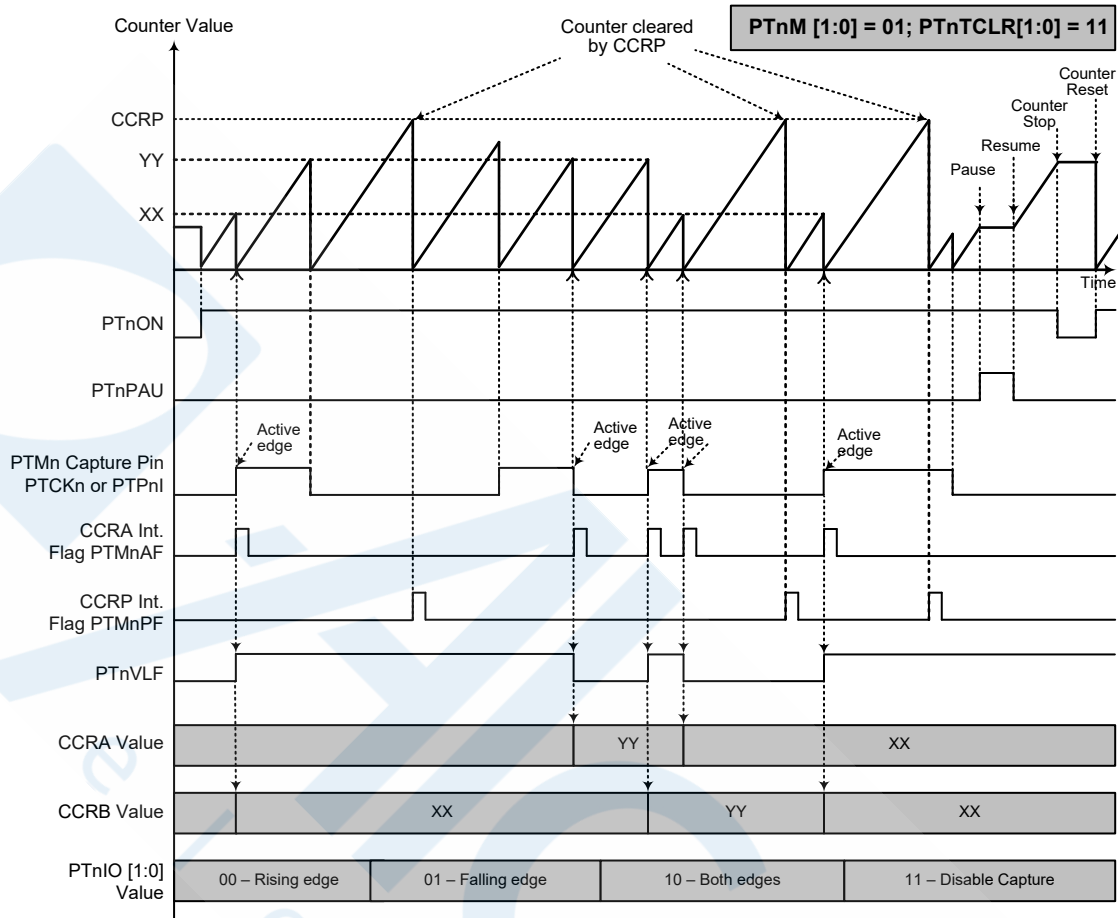 PTnM [1:0] = 01; PTnTCLR[1:0] = 11
Counter Value
Counter cleared
by CCRP
Counter
Reset
Counter
Stop
Resume
Pause
CCRP
YY
XX
Time
PTnON
PTnPAU
Active
edge
Active
edge
Active
edge
Active
edge
PTMn Capture Pin
PTCKn or PTPnI
CCRA Int.
Flag PTMnAF
CCRP Int.
Flag PTMnPF
PTnVLF
CCRA Value
YY
XX
CCRB Value
XX
YY
XX
PTnIO [1:0]
Value
00 – Rising edge
01 – Falling edge
10 – Both edges
11 – Disable Capture